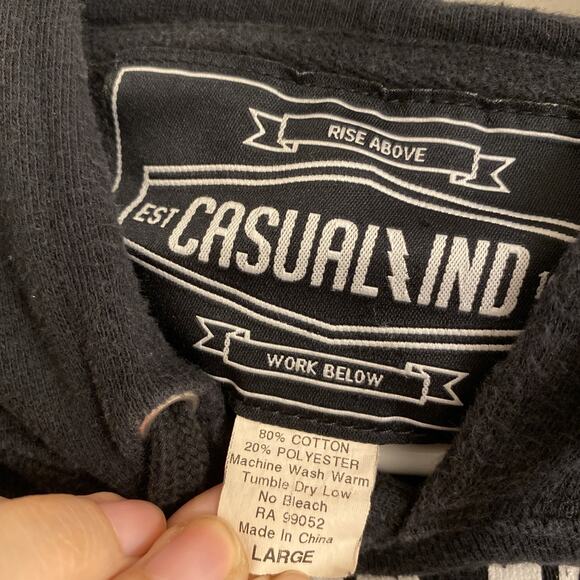 RISE ABOVE
EST CASUAL IND
WORK BELOW
80% COTTON
20% POLYESTER
Machine Wash Warm
Tumble Dry Low
No Bleach
RA 99052
Made In China
LARGE